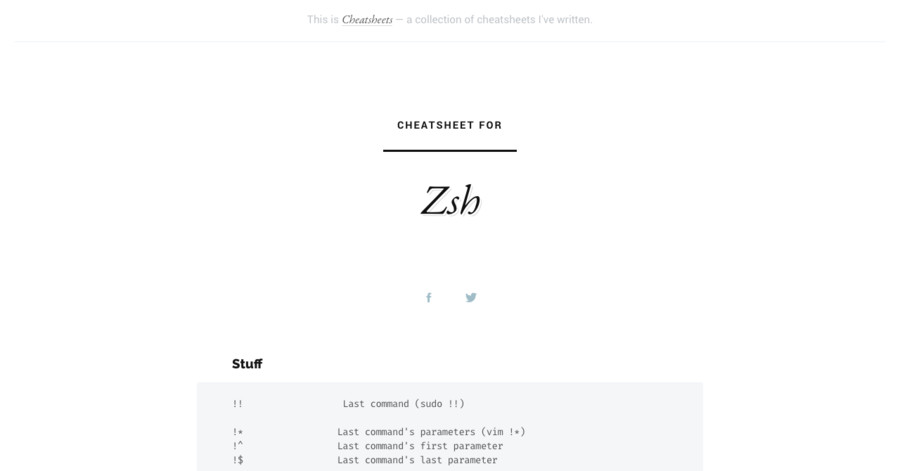 This is Cheatsheets — a collection of cheatsheets I've written.
CHEATSHEET FOR
Zsh
Stuff
!! Last command (sudo !!)
!* Last command's parameters (vim !*)
!^ Last command's first parameter
!$ Last command's last parameter